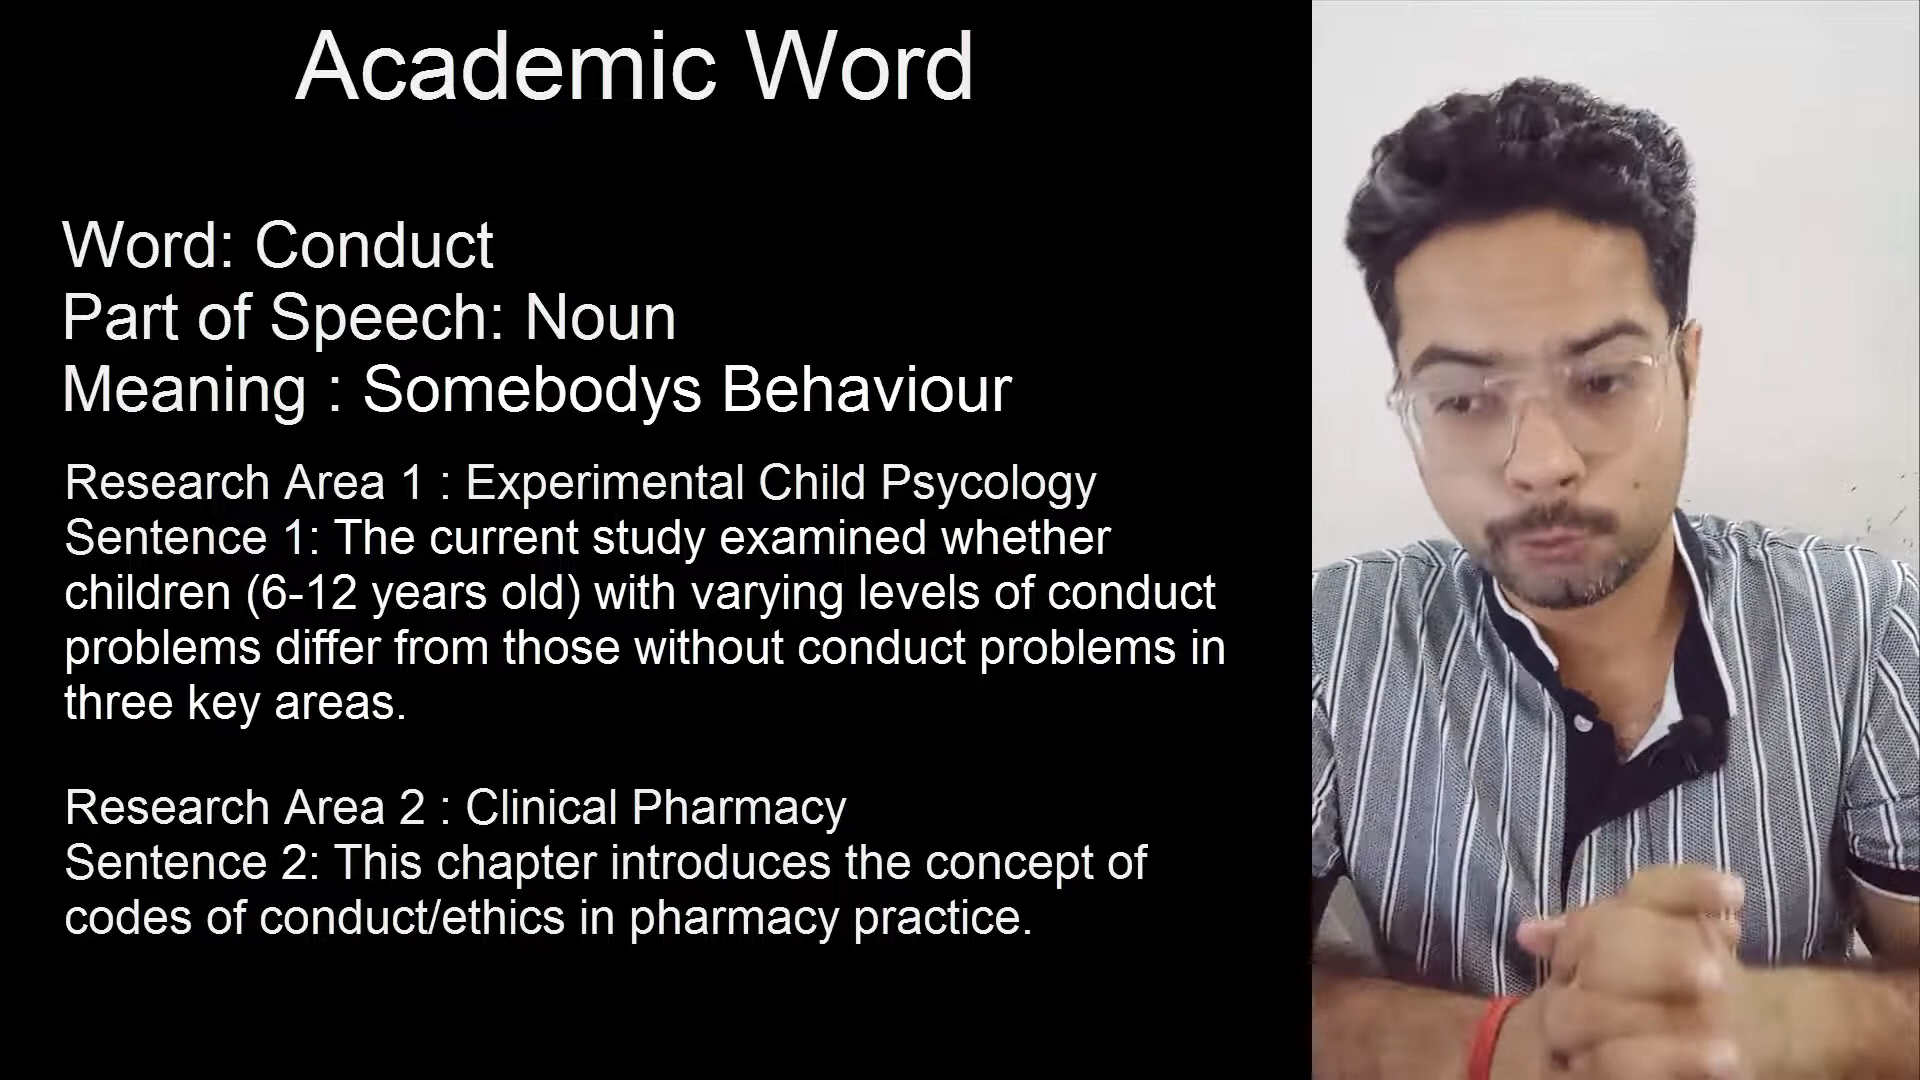 Academic Word
Word: Conduct
Part of Speech: Noun
Meaning : Somebodys Behaviour
Research Area 1 : Experimental Child Psycology
Sentence 1: The current study examined whether
children (6-12 years old) with varying levels of conduct
problems differ from those without conduct problems in
three key areas.
Research Area 2 : Clinical Pharmacy
Sentence 2: This chapter introduces the concept of
codes of conduct/ethics in pharmacy practice.